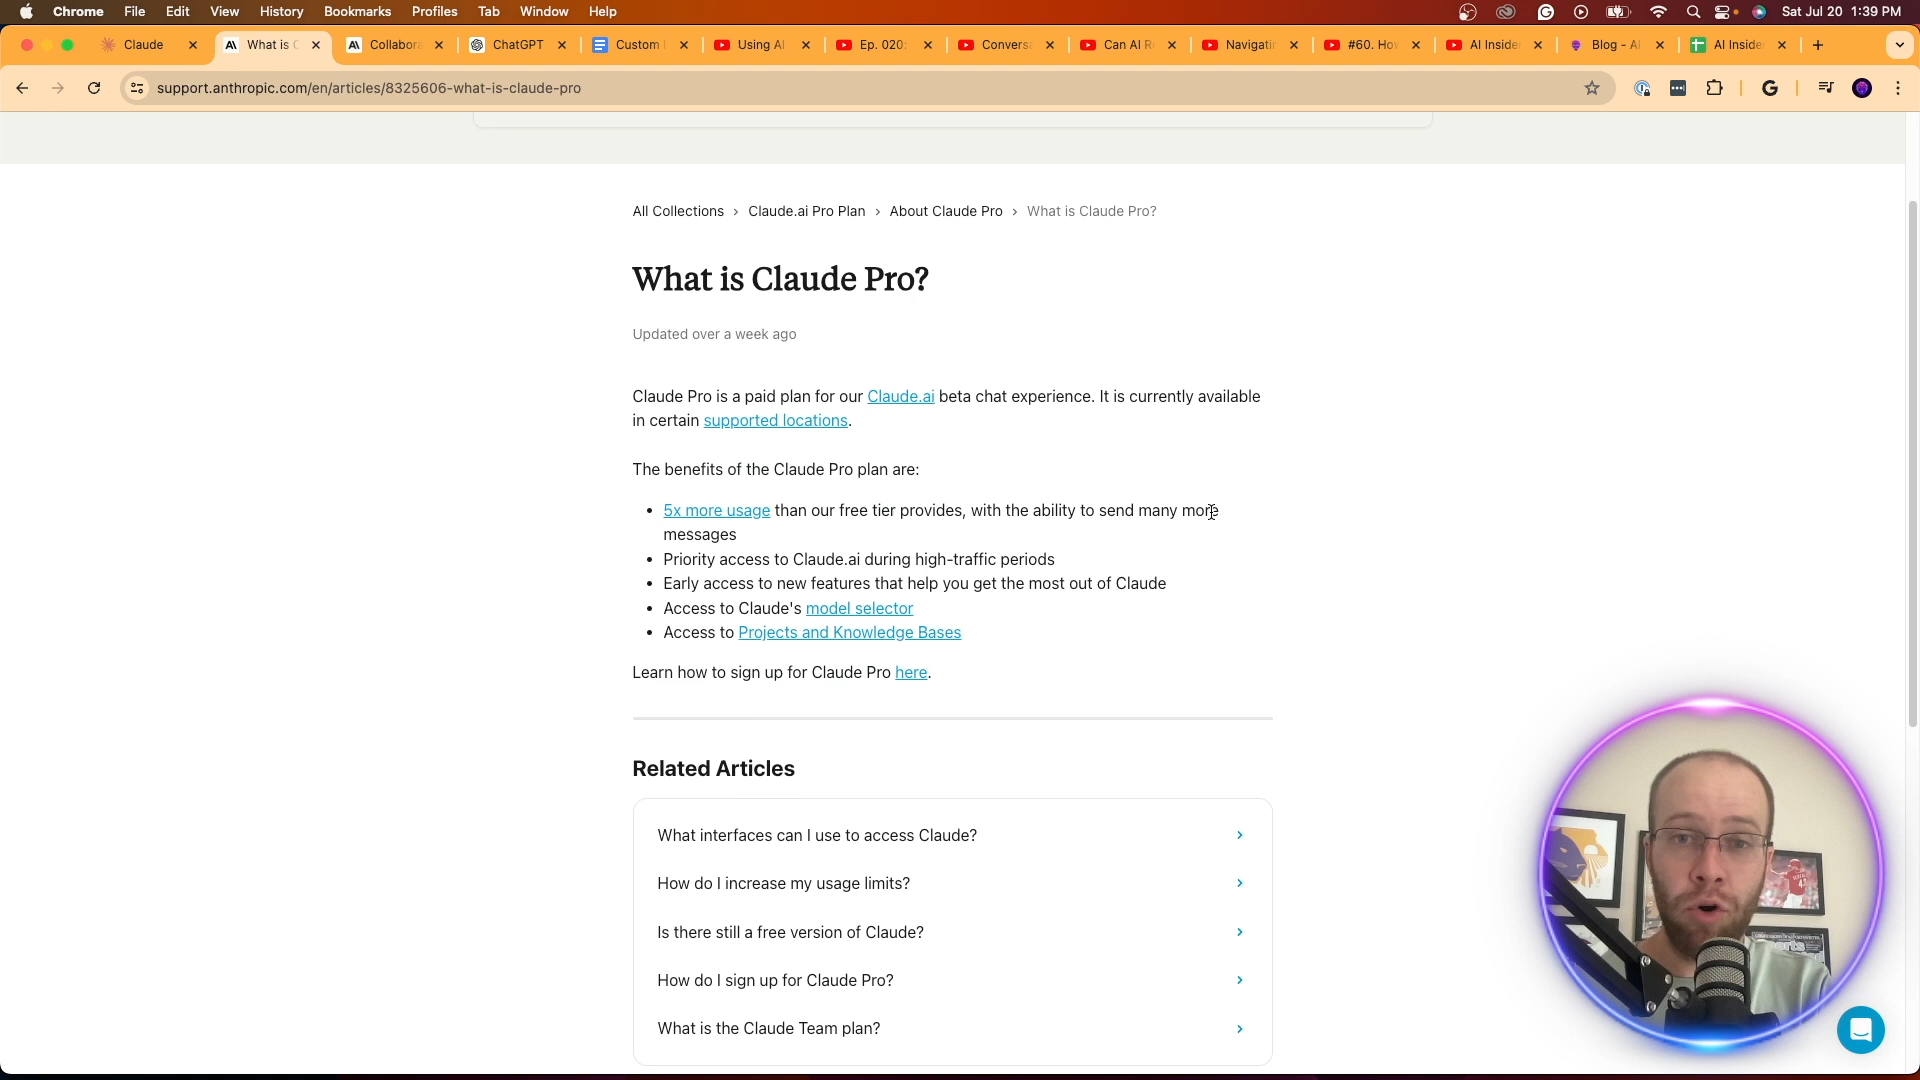 Chrome File Edit View History Bookmarks Profiles Tab Window Help Sat Jul 20 1:39 PM
Claude What is C Collabora ChatGPT Custom Using AI Ep. 020: Convers Can AI R Navigatin #60. How AI Inside Blog - AI AI Inside
support.anthropic.com/en/articles/8325606-what-is-claude-pro
All Collections > Claude.ai Pro Plan > About Claude Pro > What is Claude Pro?
What is Claude Pro?
Updated over a week ago
Claude Pro is a paid plan for our Claude.ai beta chat experience. It is currently available
in certain supported locations.
The benefits of the Claude Pro plan are:
• 5x more usage than our free tier provides, with the ability to send many more
messages
• Priority access to Claude.ai during high-traffic periods
• Early access to new features that help you get the most out of Claude
• Access to Claude's model selector
• Access to Projects and Knowledge Bases
Learn how to sign up for Claude Pro here.
Related Articles
What interfaces can I use to access Claude?
How do I increase my usage limits?
Is there still a free version of Claude?
How do I sign up for Claude Pro?
What is the Claude Team plan?